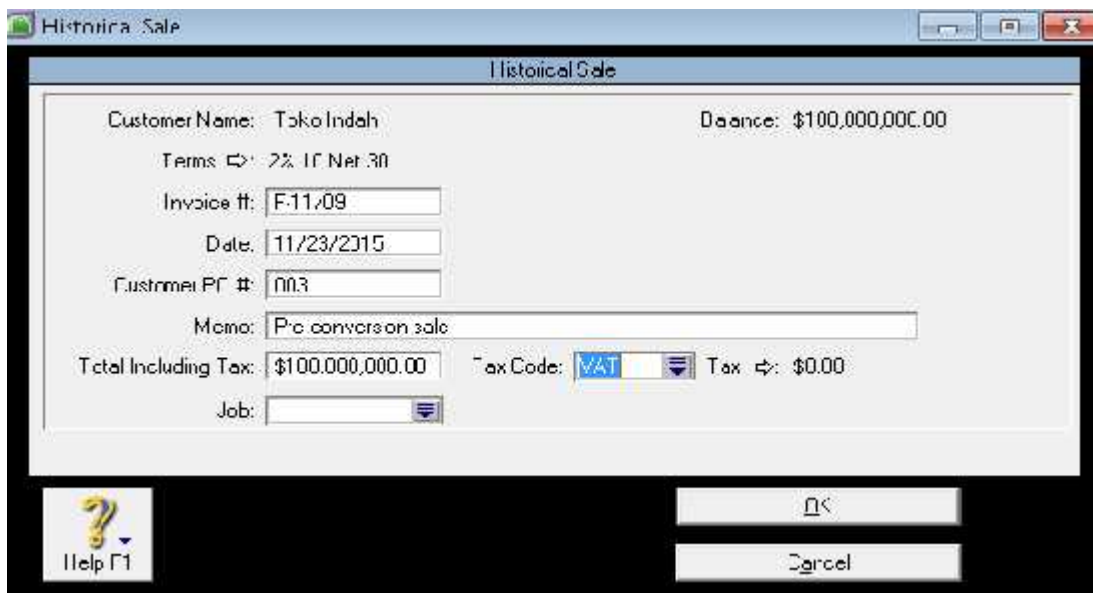 Historical Sale
Historical Sale
Customer Name: Toko Indah Balance: $100,000,000.00
Terms ⇨: 2% 10 Net 30
Invoice #: F-11709
Date: 11/23/2015
Customer PO #: 003
Memo: Pre-conversion sale
Total Including Tax: $100,000,000.00 Tax Code: VAT Tax ⇨: $0.00
Job:
OK
Help F1
Cancel